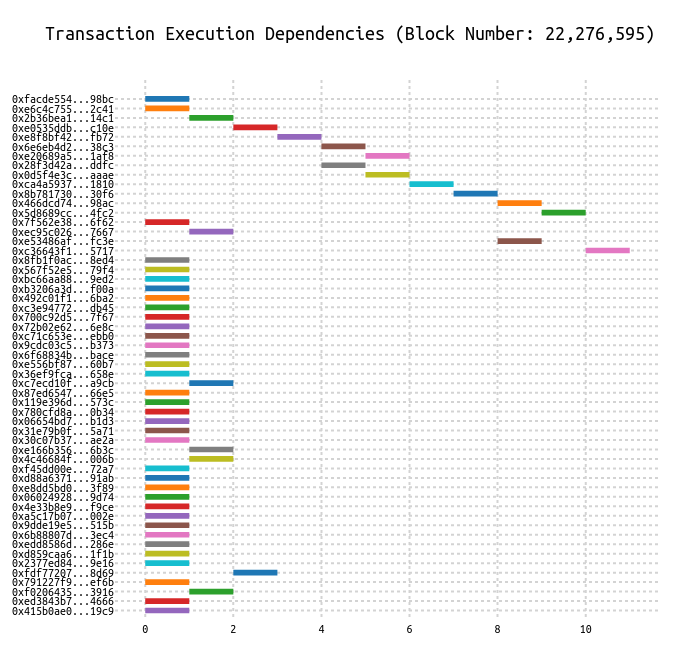 Transaction Execution Dependencies (Block Number: 22,276,595)
0xfacde554...98bc
0xe6c4c755...2c41
0x2b36bea1...14c1
0xe0535ddb...c10e
0xe8f8bf42...fb72
0x6e6eb4d2...38c3
0xe20689a5...1af8
0x28f3d42a...ddfc
0x0d5f4e3c...aaae
0xca4a5937...1810
0x8b781730...30f6
0x466dcd74...98ac
0x5d8689cc...4fc2
0x7f562e38...6f62
0xec95c026...7667
0xe53486af...fc3e
0xc36643f1...5717
0x8fb1f0ac...8ed4
0x567f52e5...79f4
0xbc66aa88...9ed2
0xb3206a3d...f00a
0x492c01f1...6ba2
0xc3e94772...db45
0x700c92d5...7f67
0x72b02e62...6e8c
0xc71c653e...ebb0
0x9cdc03c5...b373
0x6f68834b...bace
0xe556bf87...60b7
0x36ef9fca...658e
0xc7ecd10f...a9cb
0x87ed6547...66e5
0x119e396d...573c
0x780cfd8a...0b34
0x06654bd7...b1d3
0x31e79b0f...5a71
0x30c07b37...ae2a
0xe166b356...6b3c
0x4c46684f...006b
0xf45dd00e...72a7
0xd88a6371...91ab
0xe8dd5bd0...3f89
0x06024928...9d74
0x4e33b8e9...f9ce
0xa5c17b07...002e
0x9dde19e5...515b
0x6b88807d...3ec4
0xedd8586d...286e
0xd859caa6...1f1b
0x2377ed84...9e16
0xfdf77207...8d69
0x791227f9...ef6b
0xf0206435...3916
0xed3843b7...4666
0x415b0ae0...19c9
0 2 4 6 8 10